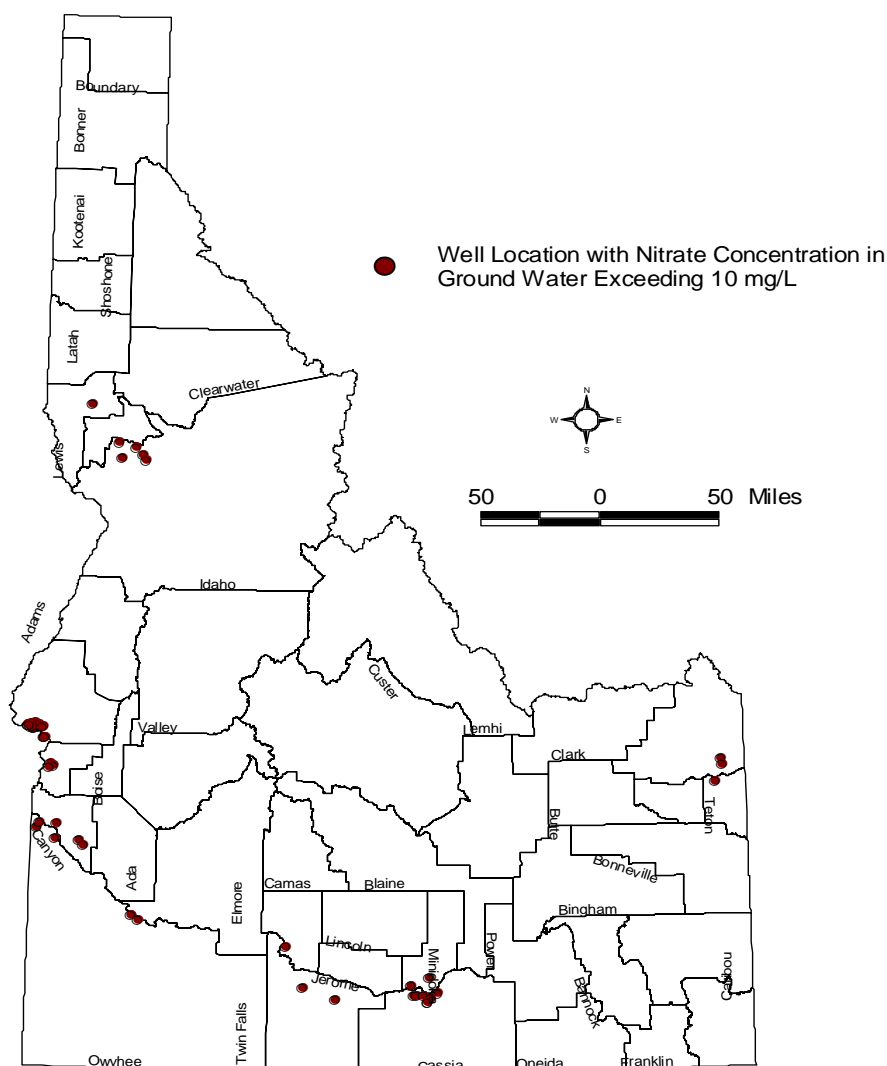 Boundary
Bonner
Kootenai
Shoshone
Well Location with Nitrate Concentration in
Ground Water Exceeding 10 mg/L
Latah
Clearwater
N
W E
S
Lewis
50 0 50 Miles
Idaho
Adams
Custer
Valley
Lemhi
Clark
Boise
Teton
Butte
Canyon
Ada
Bonneville
Elmore
Camas
Blaine
Bingham
Lincoln
Power
Minidoka
Caribou
Jerome
Bannock
Twin Falls
Owyhee
Cassia
Oneida
Franklin